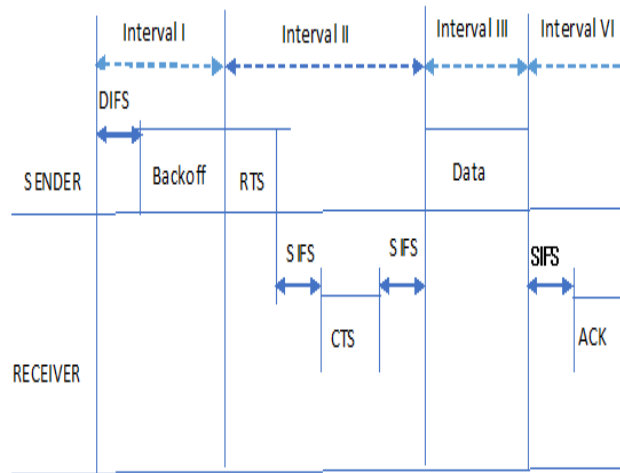 Interval I
Interval II
Interval III
Interval VI
DIFS
SENDER
Backoff
RTS
Data
SIFS
SIFS
SIFS
CTS
ACK
RECEIVER